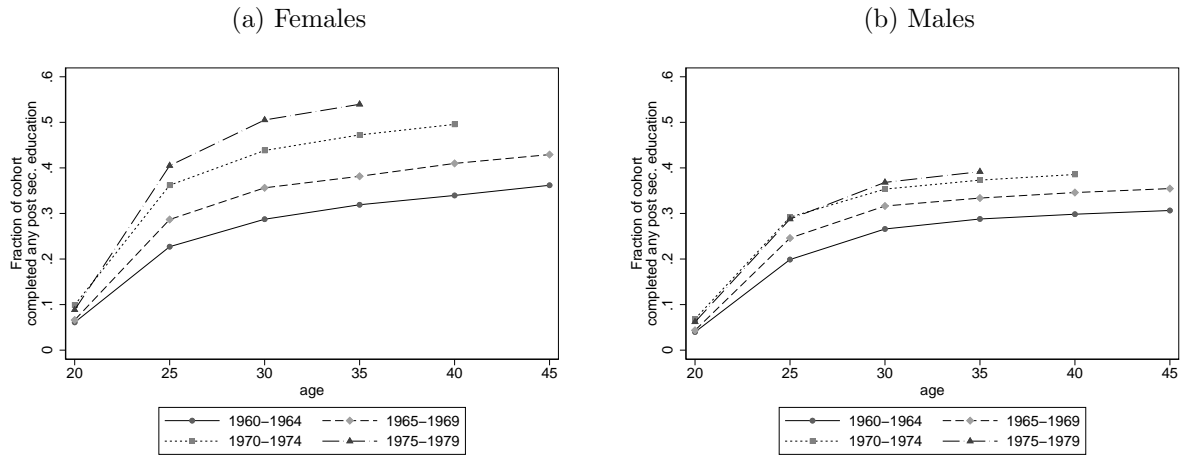 (a) Females
Fraction of cohort
completed any post sec. education
0 .1 .2 .3 .4 .5 .6
20 25 30 35 40 45
age
1960–1964 1965–1969
1970–1974 1975–1979
(b) Males
Fraction of cohort
completed any post sec. education
0 .1 .2 .3 .4 .5 .6
20 25 30 35 40 45
age
1960–1964 1965–1969
1970–1974 1975–1979